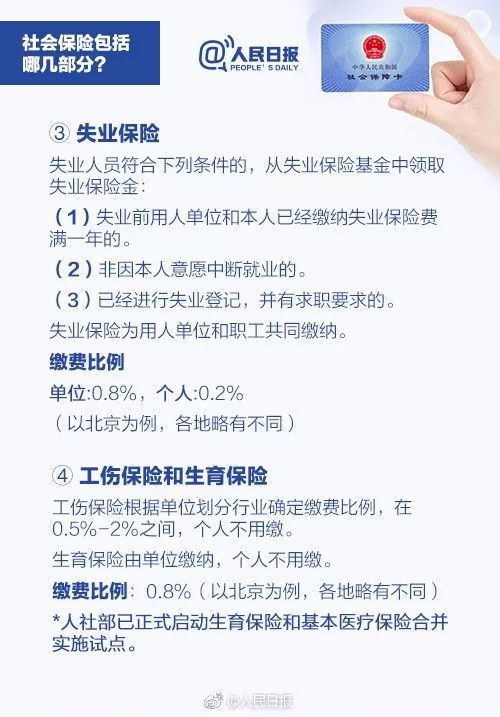 社会保险包括
哪几部分？
@人民日报
PEOPLE'S DAILY
中华人民共和国
社会保障卡
③ 失业保险
失业人员符合下列条件的，从失业保险基金中领取
失业保险金：
（1）失业前用人单位和本人已经缴纳失业保险费
满一年的。
（2）非因本人意愿中断就业的。
（3）已经进行失业登记，并有求职要求的。
失业保险为用人单位和职工共同缴纳。
缴费比例
单位:0.8%，个人:0.2%
（以北京为例，各地略有不同）
④ 工伤保险和生育保险
工伤保险根据单位划分行业确定缴费比例，在
0.5%-2%之间，个人不用缴。
生育保险由单位缴纳，个人不用缴。
缴费比例：0.8%（以北京为例，各地略有不同）
*人社部已正式启动生育保险和基本医疗保险合并
实施试点。
@人民日报